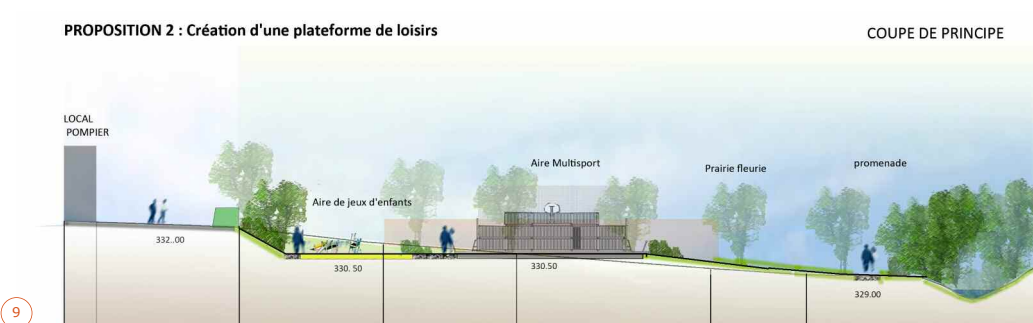 PROPOSITION 2 : Création d'une plateforme de loisirs
COUPE DE PRINCIPE
LOCAL
POMPIER
Aire de jeux d'enfants
Aire Multisport
Prairie fleurie
promenade
332..00
330. 50
330.50
329.00
9